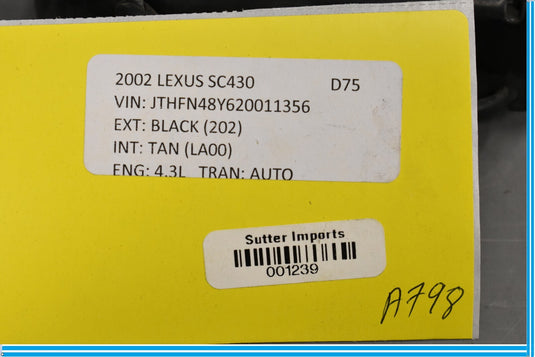 2002 LEXUS SC430 D75
VIN: JTHFN48Y620011356
EXT: BLACK (202)
INT: TAN (LA00)
ENG: 4.3L TRAN: AUTO
Sutter Imports
001239
A798